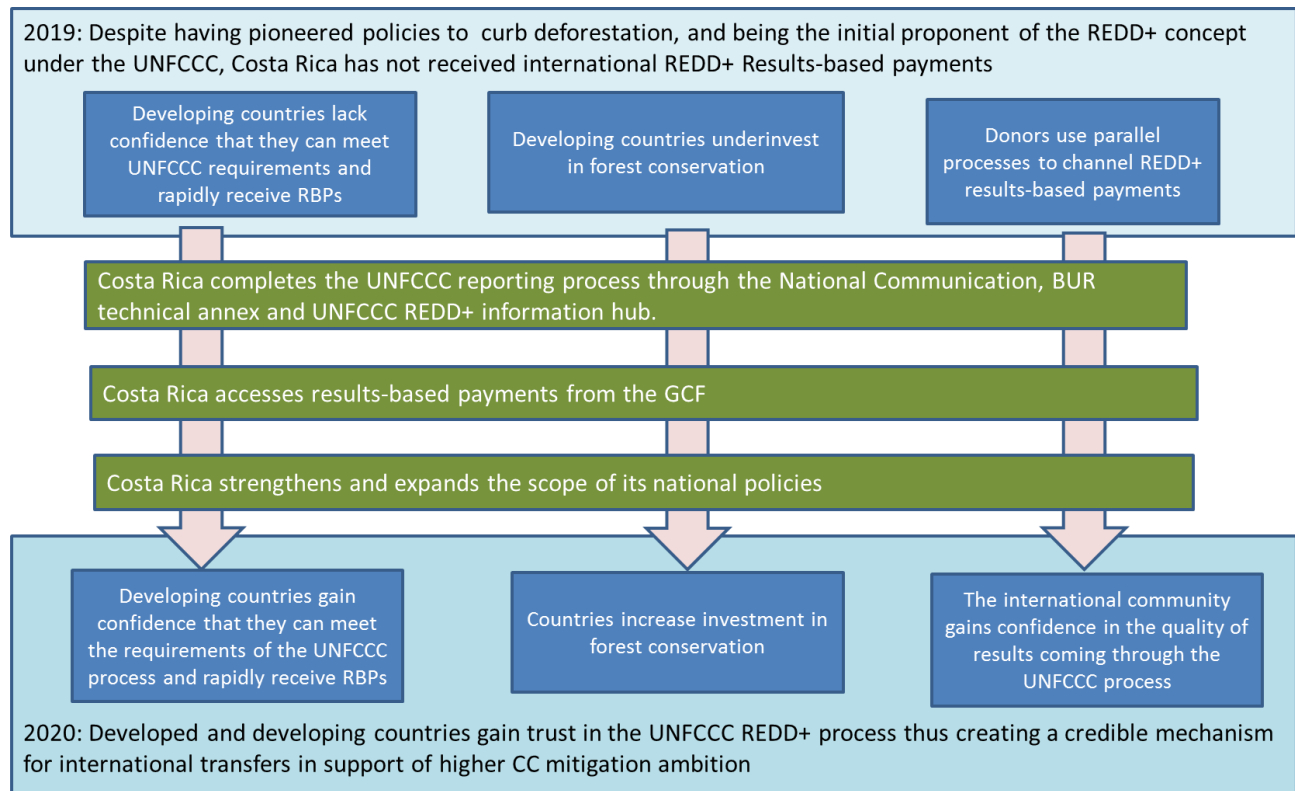 2019: Despite having pioneered policies to  curb deforestation, and being the initial proponent of the REDD+ concept
under the UNFCCC, Costa Rica has not received international REDD+ Results-based payments
Developing countries lack
confidence that they can meet
UNFCCC requirements and
rapidly receive RBPs
Developing countries underinvest
in forest conservation
Donors use parallel
processes to channel REDD+
results-based payments
Costa Rica completes the UNFCCC reporting process through the National Communication, BUR
technical annex and UNFCCC REDD+ information hub.
Costa Rica accesses results-based payments from the GCF
Costa Rica strengthens and expands the scope of its national policies
Developing countries gain
confidence that they can meet
the requirements of the UNFCCC
process and rapidly receive RBPs
Countries increase investment in
forest conservation
The international community
gains confidence in the quality of
results coming through the
UNFCCC process
2020: Developed and developing countries gain trust in the UNFCCC REDD+ process thus creating a credible mechanism
for international transfers in support of higher CC mitigation ambition